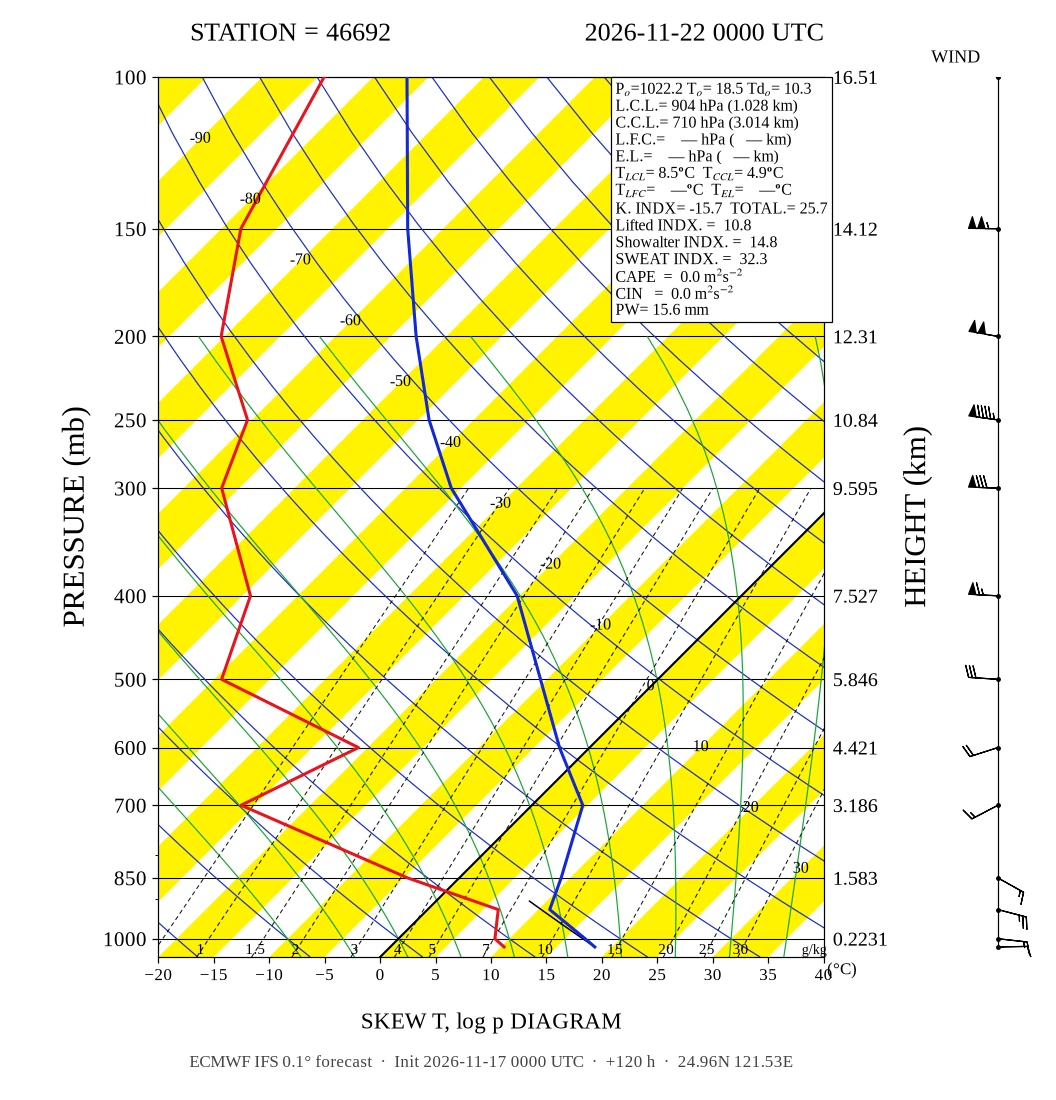 STATION = 46692
2026-11-22 0000 UTC
WIND
P₀=1022.2 T₀= 18.5 Td₀= 10.3
L.C.L.= 904 hPa (1.028 km)
C.C.L.= 710 hPa (3.014 km)
L.F.C.= — hPa ( — km)
E.L.= — hPa ( — km)
T_LCL= 8.5°C T_CCL= 4.9°C
T_LFC= —°C T_EL= —°C
K. INDX= -15.7 TOTAL.= 25.7
Lifted INDX. = 10.8
Showalter INDX. = 14.8
SWEAT INDX. = 32.3
CAPE = 0.0 m²s⁻²
CIN = 0.0 m²s⁻²
PW= 15.6 mm
PRESSURE (mb)
100
150
200
250
300
400
500
600
700
850
1000
-90
-80
-70
-60
-50
-40
-30
-20
-10
0
10
20
30
16.51
14.12
12.31
10.84
9.595
7.527
5.846
4.421
3.186
1.583
0.2231
HEIGHT (km)
1 1.5 2 3 4 5 7 10 15 20 25 30 g/kg
−20 −15 −10 −5 0 5 10 15 20 25 30 35 40 (°C)
SKEW T, log p DIAGRAM
ECMWF IFS 0.1° forecast · Init 2026-11-17 0000 UTC · +120 h · 24.96N 121.53E